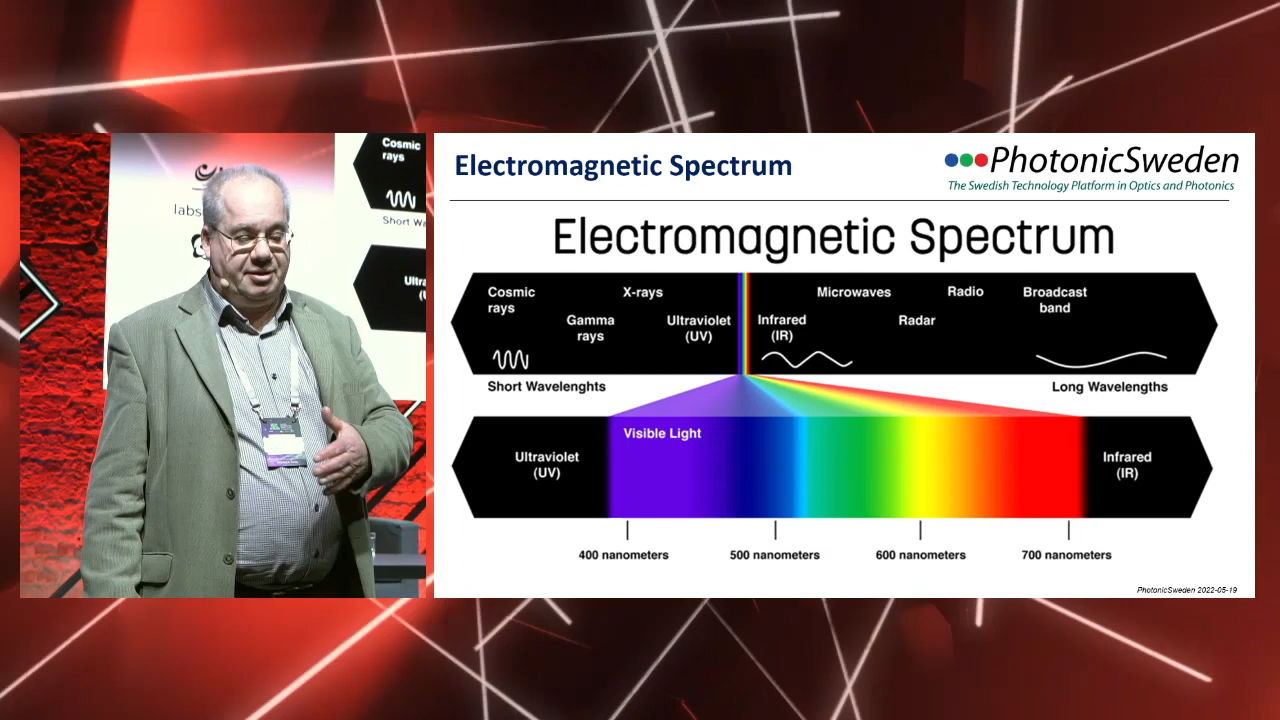 Cosmic
rays
labs
Electromagnetic Spectrum
PhotonicSweden
The Swedish Technology Platform in Optics and Photonics
Electromagnetic Spectrum
Cosmic
rays
X-rays
Microwaves
Radio
Broadcast
band
Gamma
rays
Ultraviolet
(UV)
Infrared
(IR)
Radar
Short Wavelenghts
Long Wavelengths
Visible Light
Ultraviolet
(UV)
Infrared
(IR)
400 nanometers
500 nanometers
600 nanometers
700 nanometers
PhotonicSweden 2022-05-19